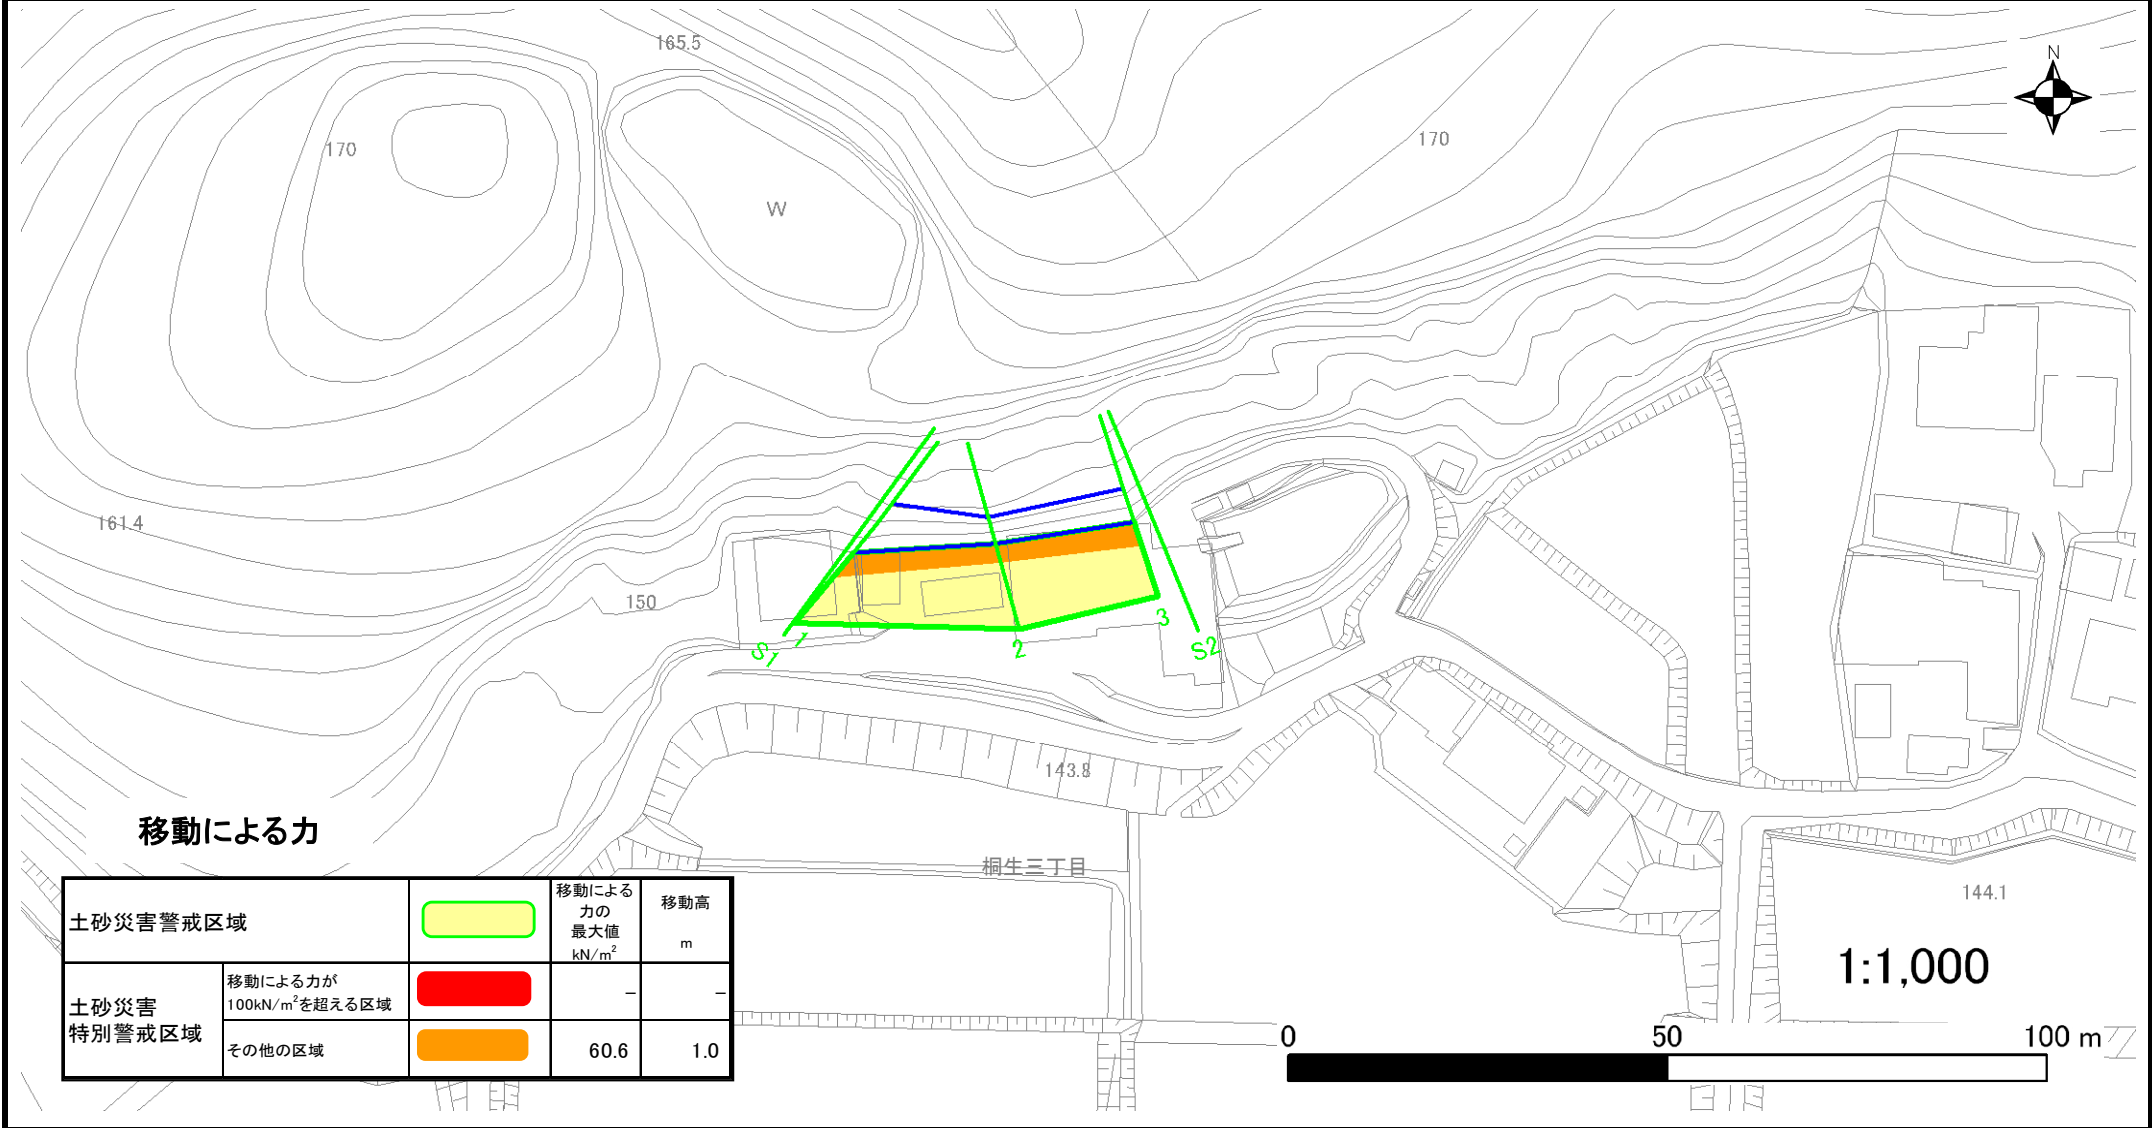 165.5
N
170
170
W
161.4
150
S1
1
2
3
S2
143.8
移動による力
桐生三丁目
144.1
1:1,000
0 50 100 m
土砂災害警戒区域
移動による
力の
最大値
kN/m²
移動高
m
土砂災害
特別警戒区域
移動による力が
100kN/m²を超える区域
– –
その他の区域
60.6 1.0